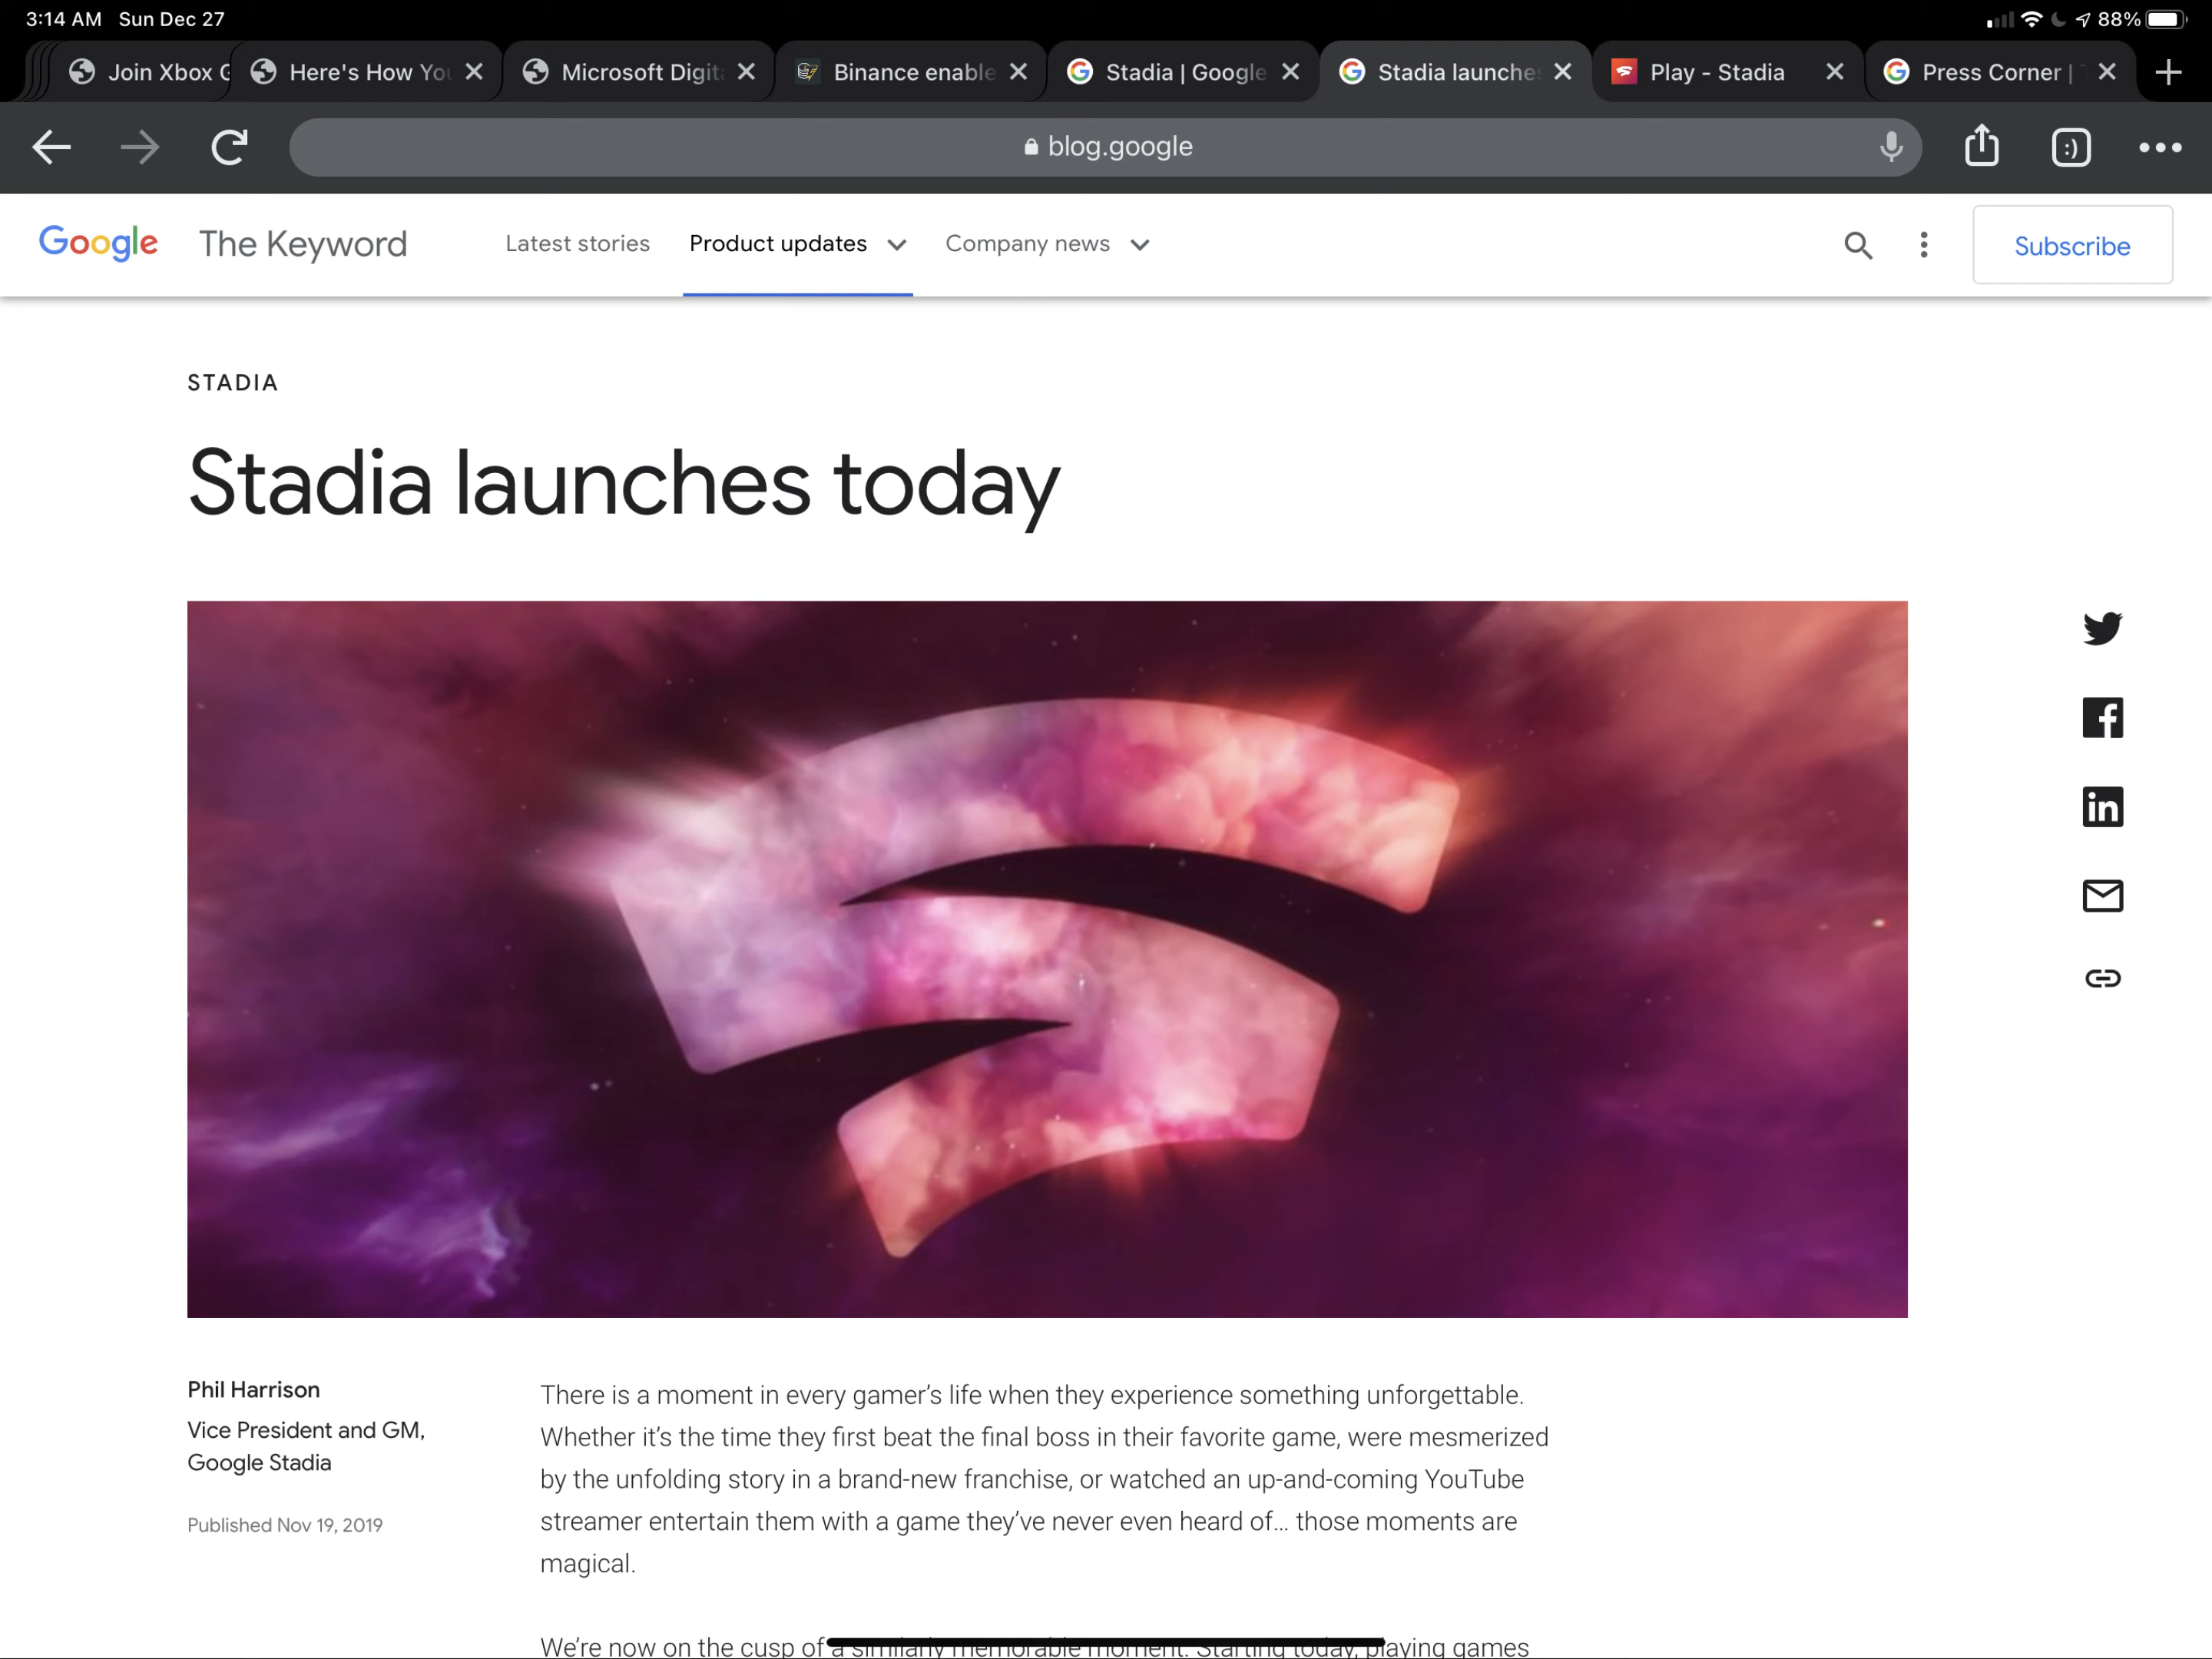 3:14 AM Sun Dec 27
88%
Join Xbox
Here's How You
Microsoft Digit
Binance enable
Stadia | Google
Stadia launche
Play - Stadia
Press Corner |
blog.google
:)
Google The Keyword
Latest stories
Product updates
Company news
Subscribe
STADIA
Stadia launches today
Phil Harrison
Vice President and GM,
Google Stadia
Published Nov 19, 2019
There is a moment in every gamer’s life when they experience something unforgettable.
Whether it’s the time they first beat the final boss in their favorite game, were mesmerized
by the unfolding story in a brand-new franchise, or watched an up-and-coming YouTube
streamer entertain them with a game they’ve never even heard of… those moments are
magical.
We’re now on the cusp of a similarly memorable moment. Starting today, playing games